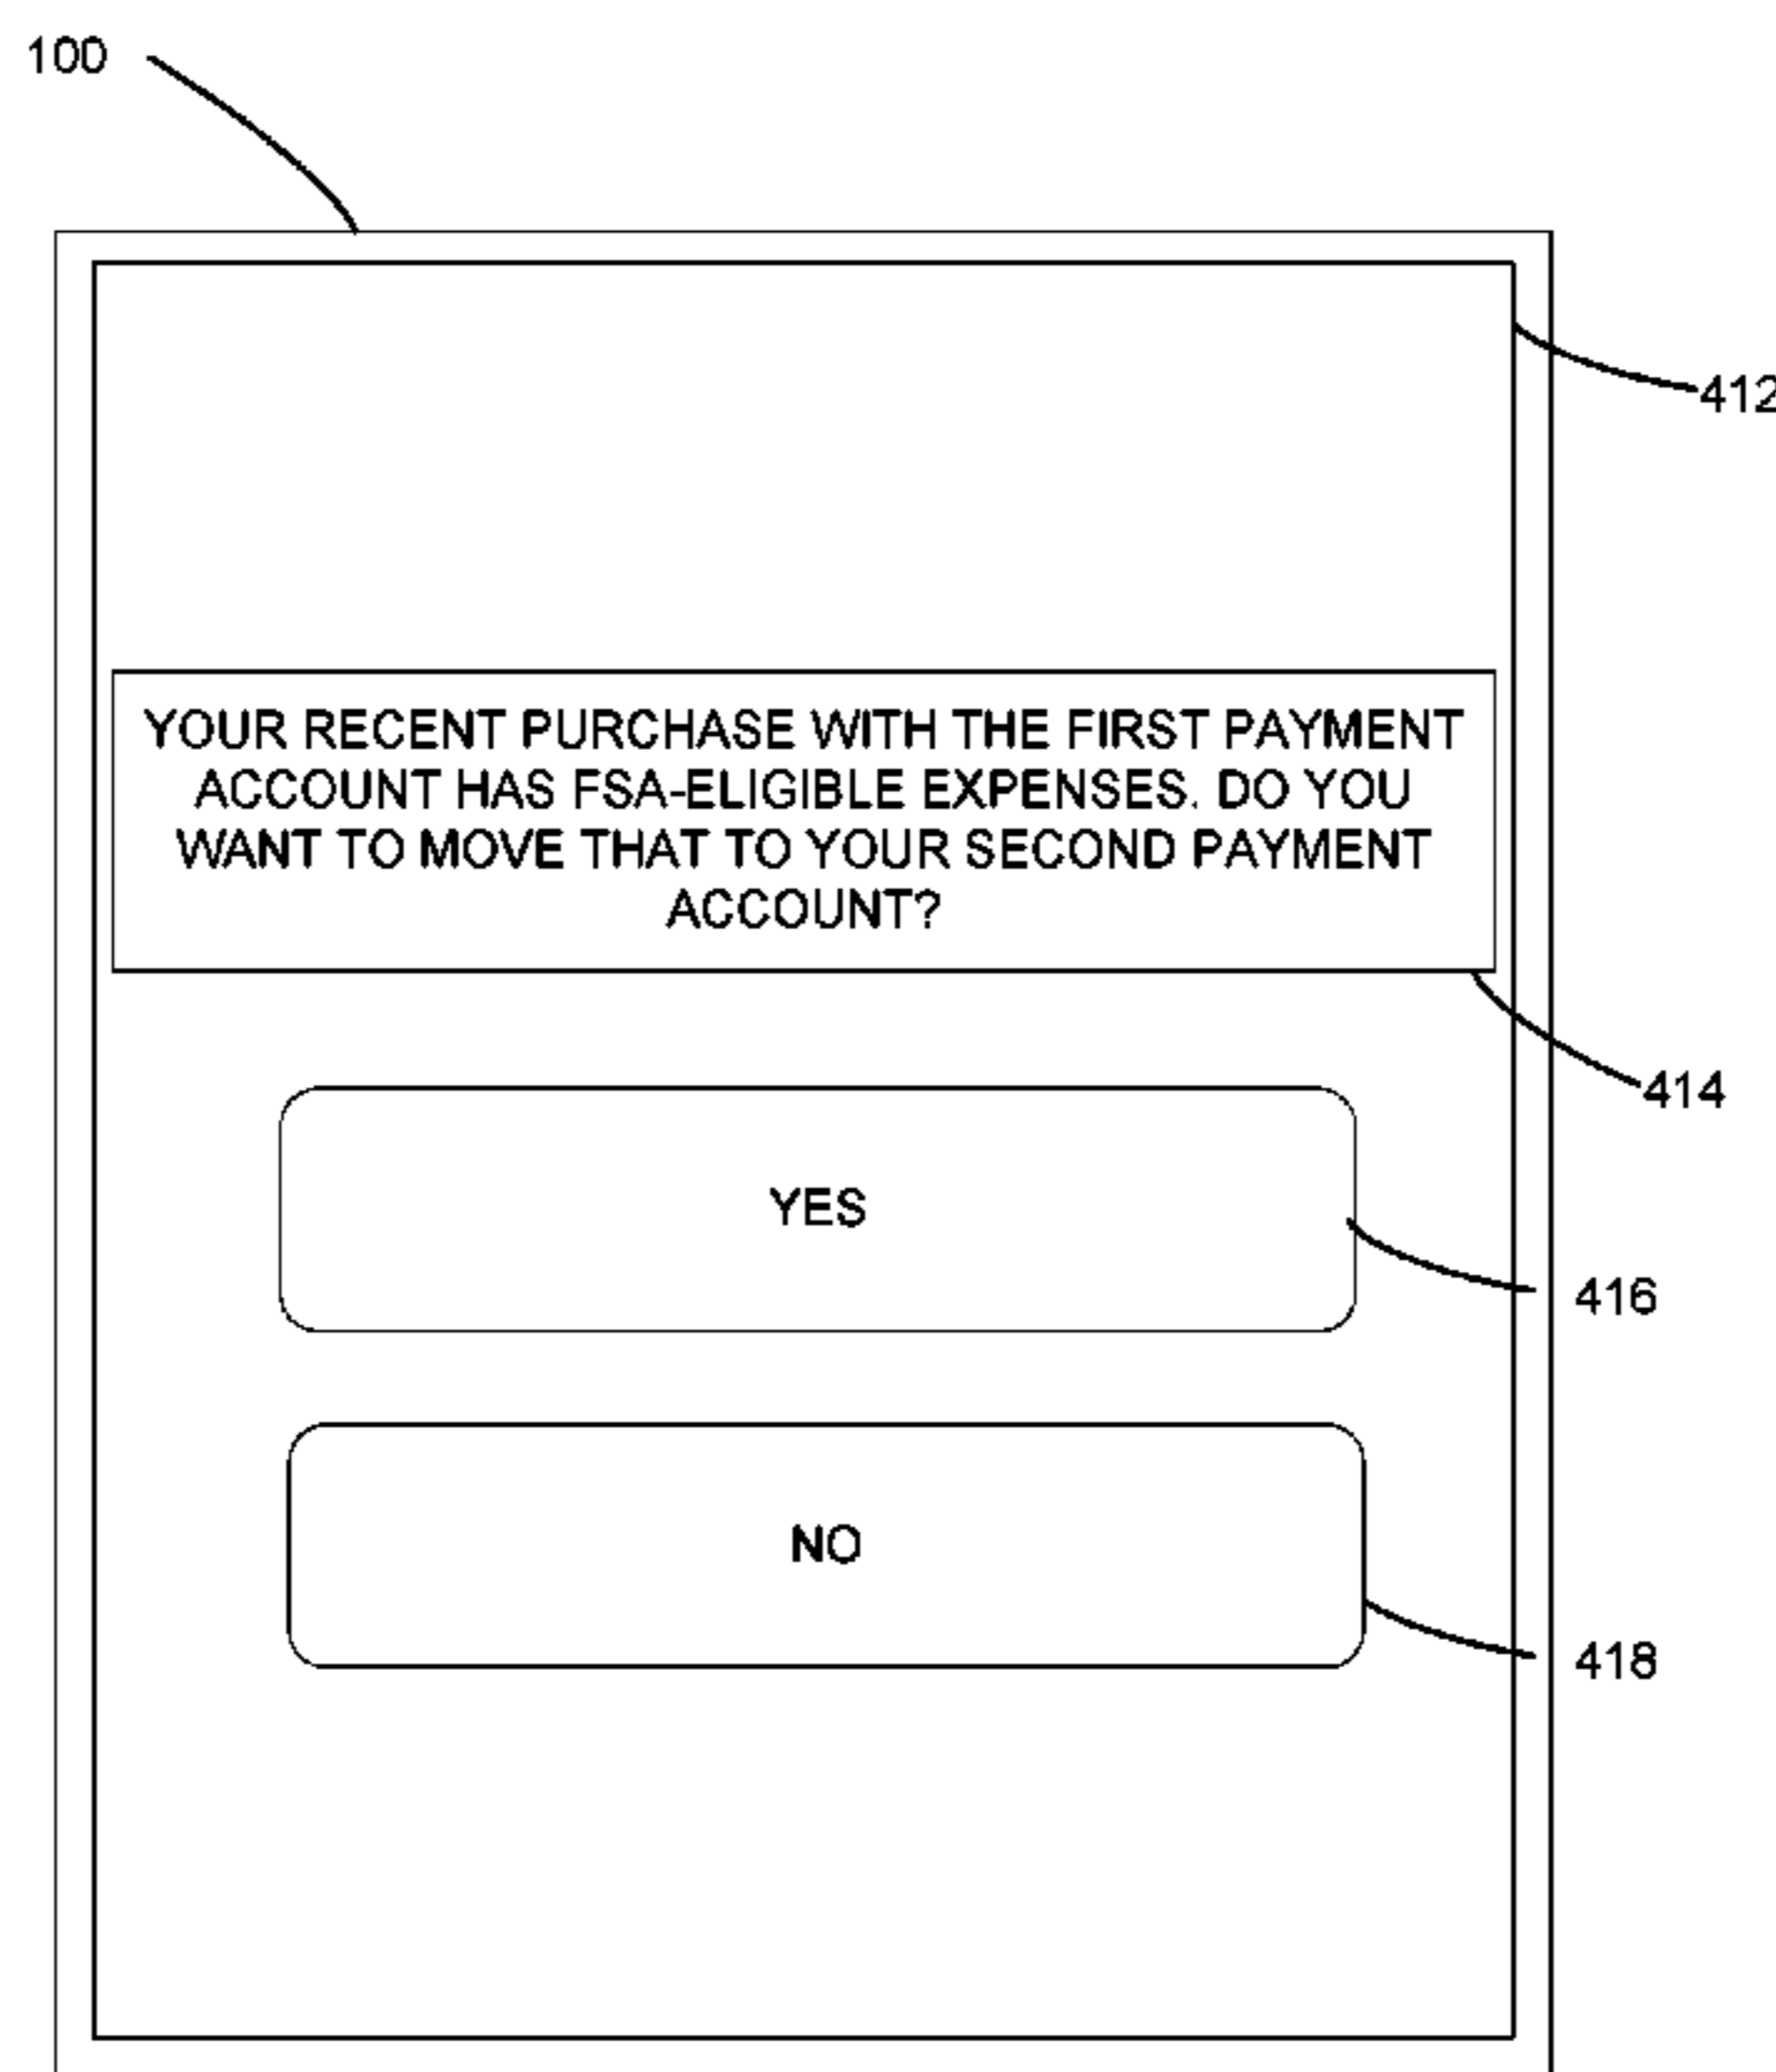 100
412
YOUR RECENT PURCHASE WITH THE FIRST PAYMENT
ACCOUNT HAS FSA-ELIGIBLE EXPENSES. DO YOU
WANT TO MOVE THAT TO YOUR SECOND PAYMENT
ACCOUNT?
414
YES
416
NO
418